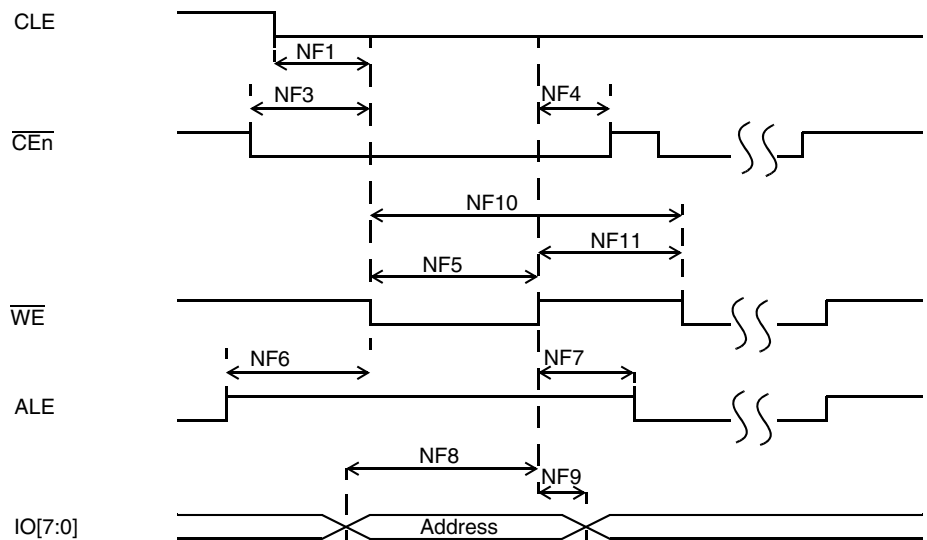 CLE
NF1
NF3
NF4
CEn
NF10
NF11
NF5
WE
NF6
NF7
ALE
NF8
NF9
IO[7:0]
Address